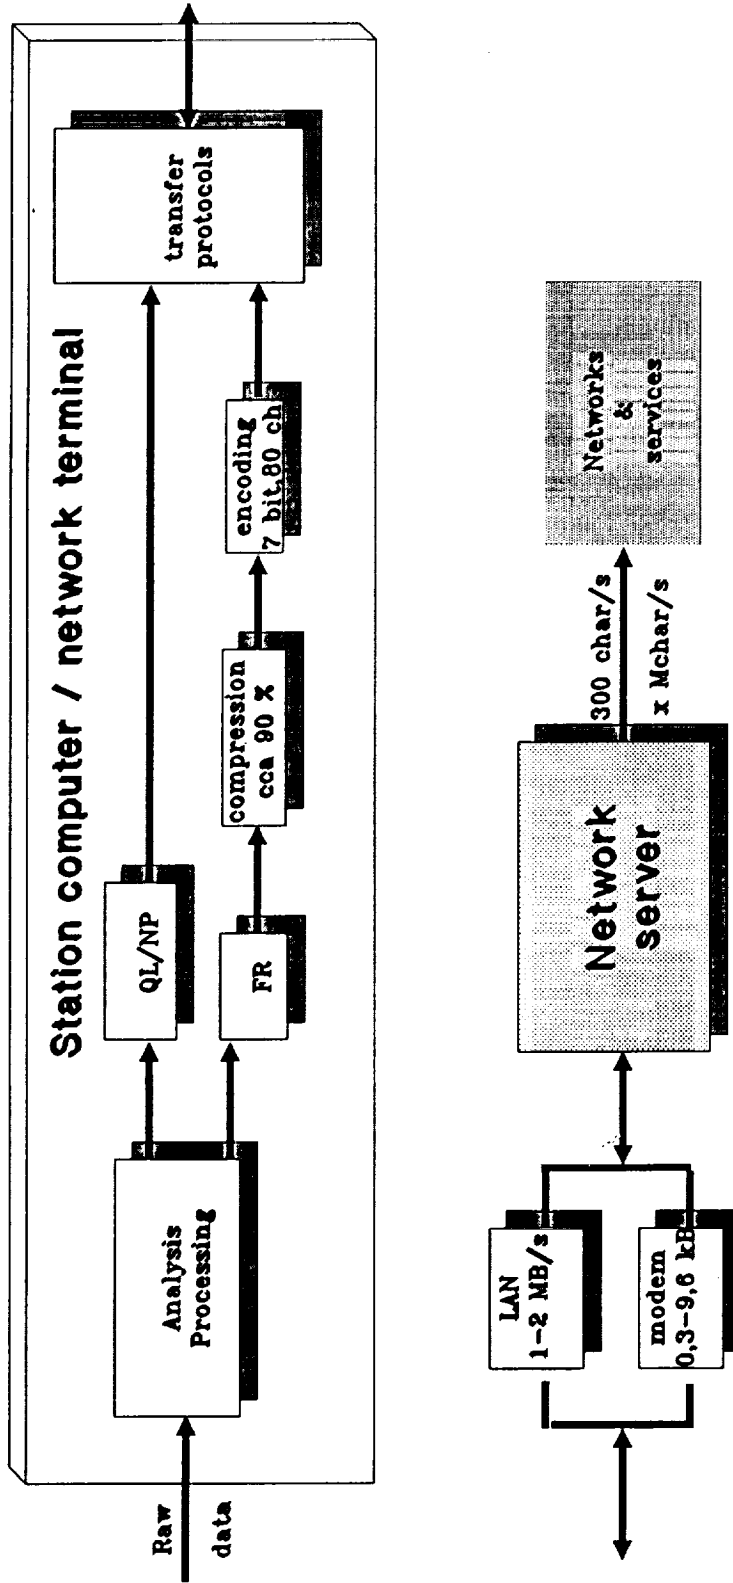 Station computer / network terminal
Raw
data
Analysis
Processing
QL/NP
FR
compression
cca 90 %
encoding
7 bit,80 ch
transfer
protocols
LAN
1-2 MB/s
modem
0,3-9,6 kB
Network
server
300 char/s
x Mchar/s
Networks
&
services